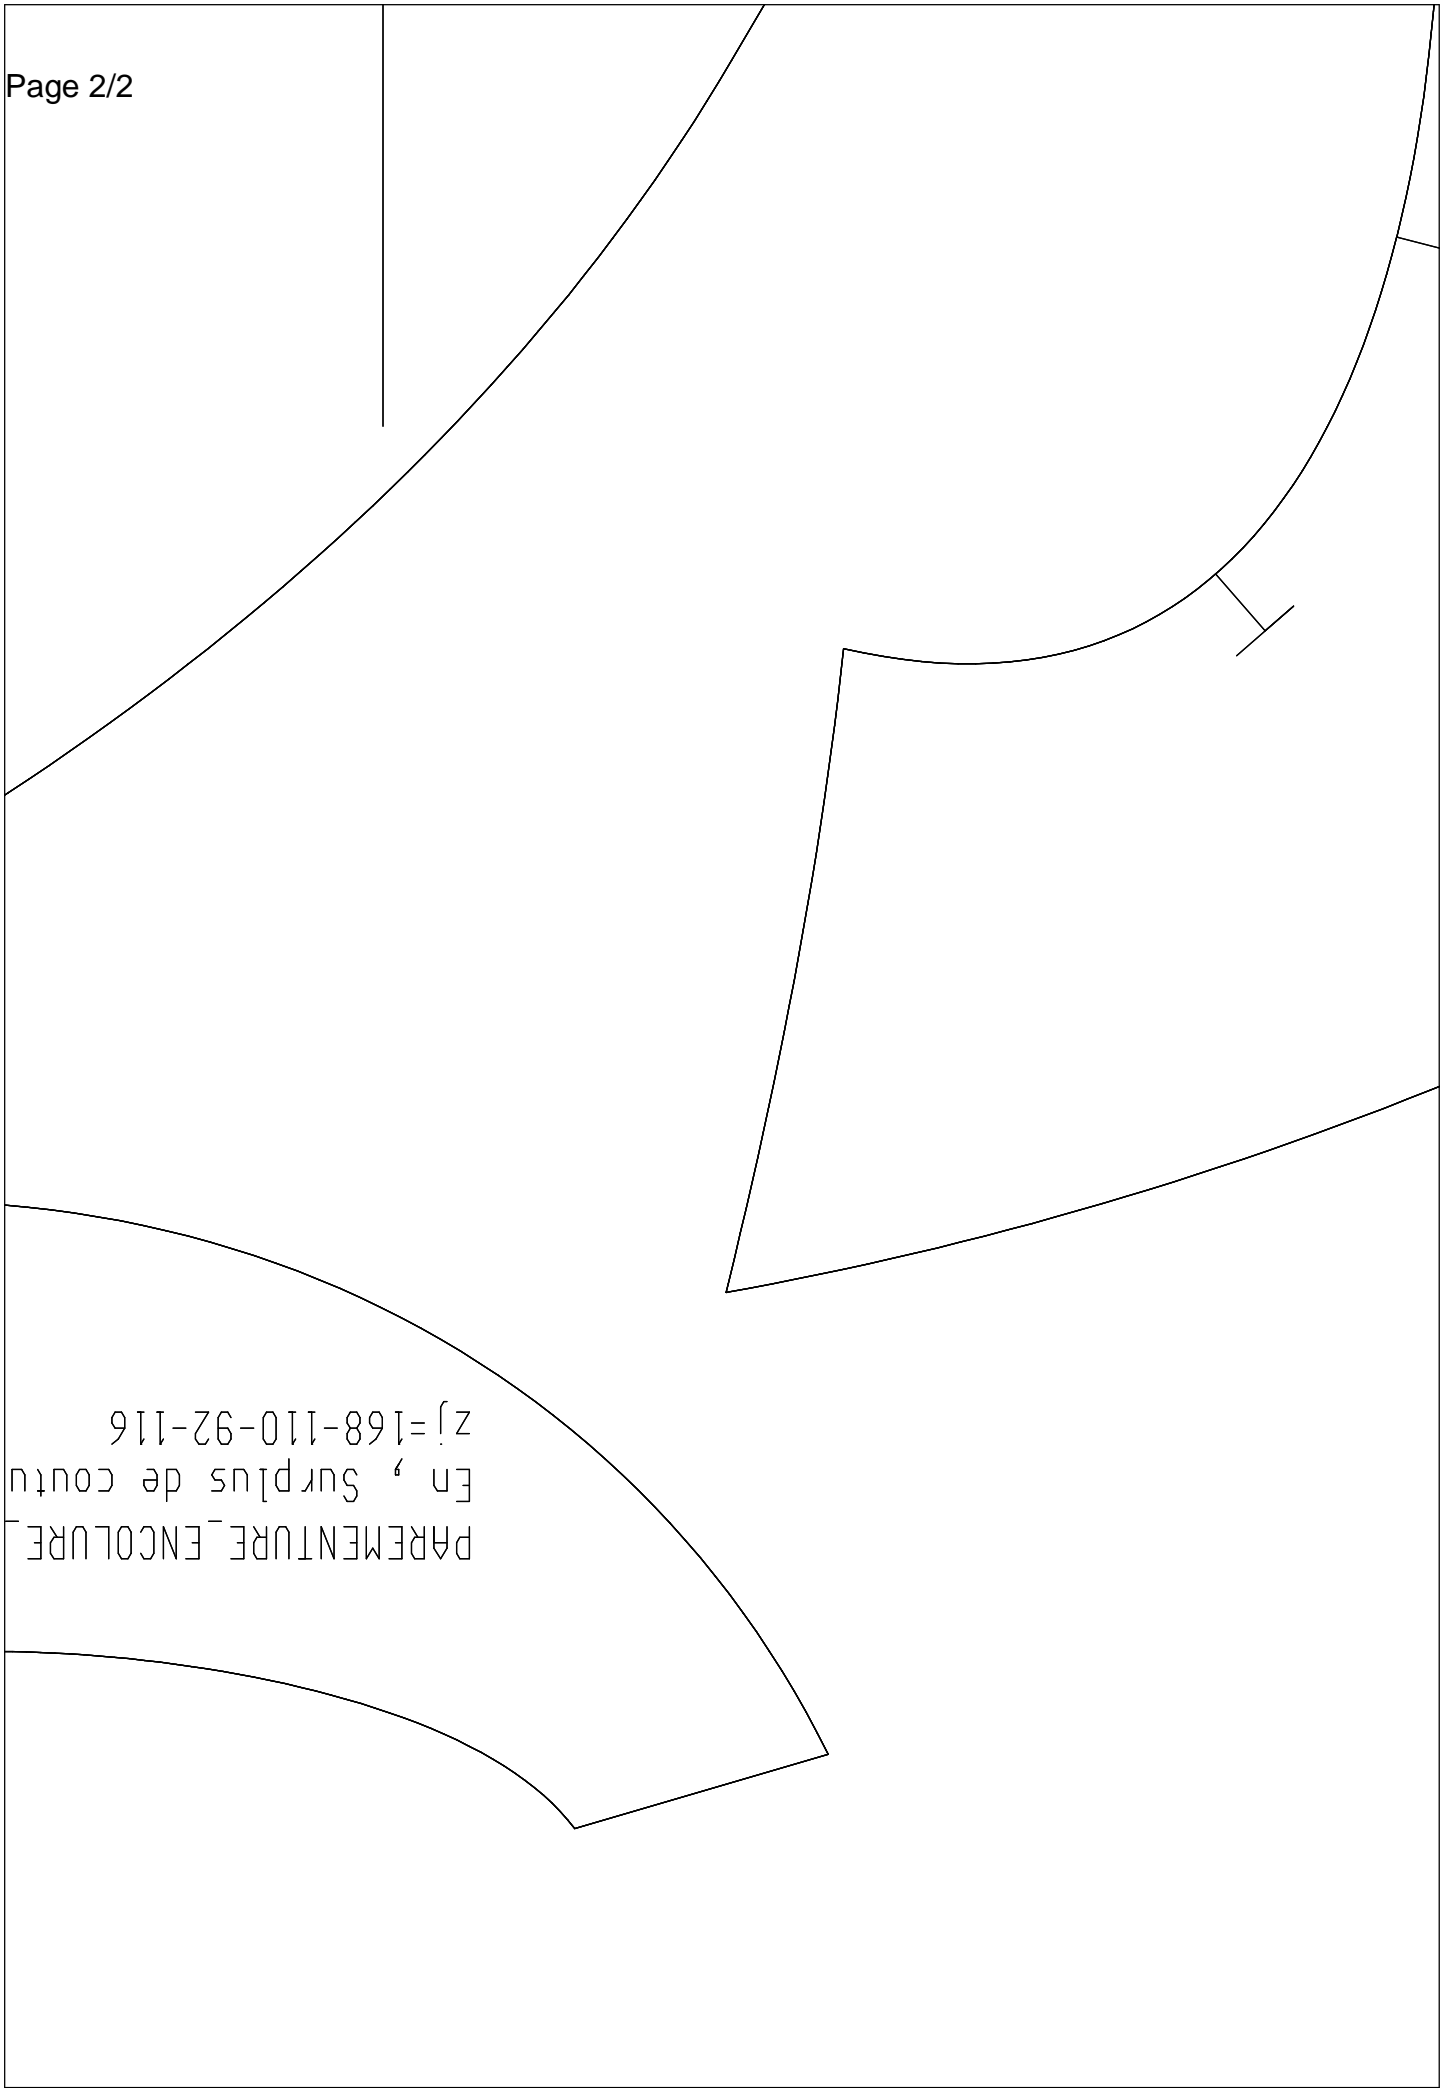 Page 2/2
PAREMENTURE_ENCOLURE_
En , Surplus de coutu
zj=168-110-92-116